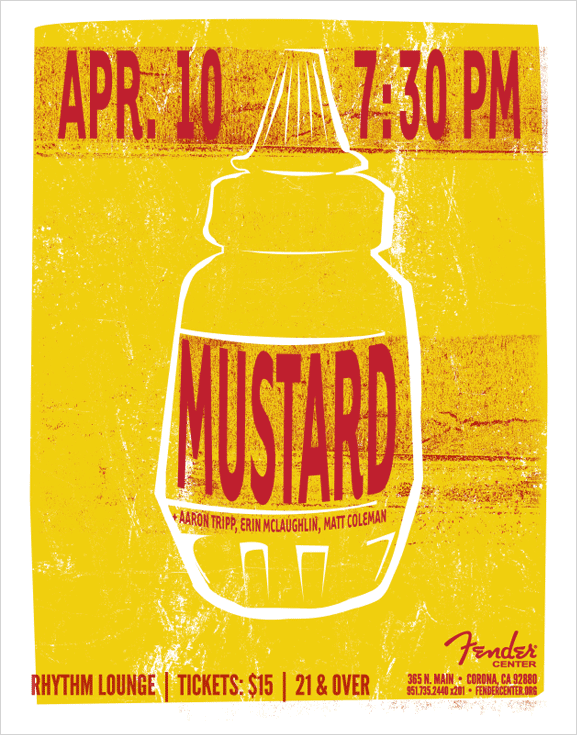 APR. 10 7:30 PM
MUSTARD
+ AARON TRIPP, ERIN MCLAUGHLIN, MATT COLEMAN
Fender
CENTER
RHYTHM LOUNGE | TICKETS: $15 | 21 & OVER
365 N. MAIN • CORONA, CA 92880
951.735.2440 x201 • FENDERCENTER.ORG